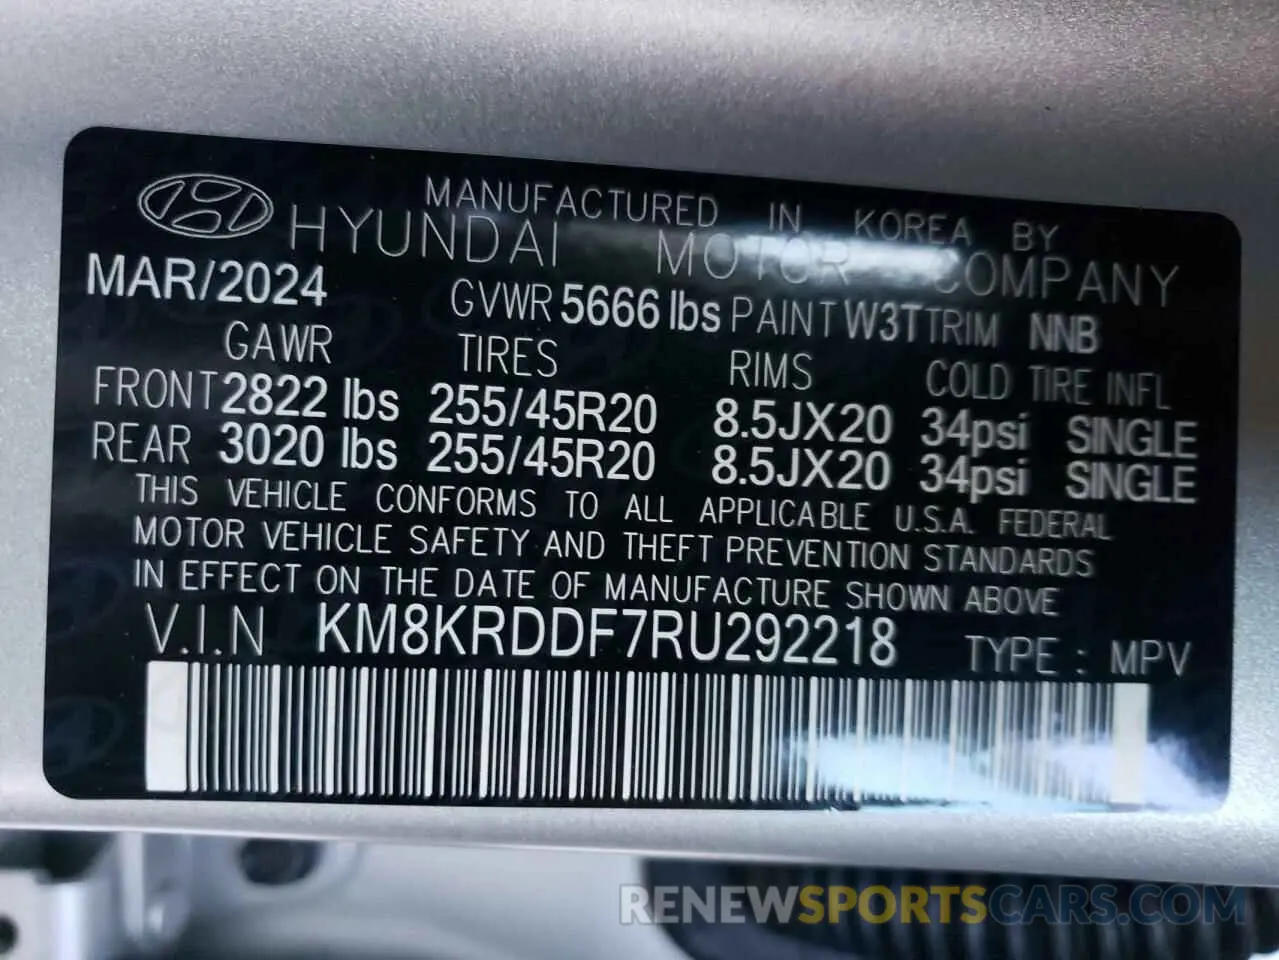 MANUFACTURED IN KOREA BY
HYUNDAI MOTOR COMPANY
MAR/2024 GVWR 5666 lbs PAINT W3T TRIM NNB
GAWR TIRES RIMS COLD TIRE INFL
FRONT 2822 lbs 255/45R20 8.5JX20 34psi SINGLE
REAR 3020 lbs 255/45R20 8.5JX20 34psi SINGLE
THIS VEHICLE CONFORMS TO ALL APPLICABLE U.S.A. FEDERAL
MOTOR VEHICLE SAFETY AND THEFT PREVENTION STANDARDS
IN EFFECT ON THE DATE OF MANUFACTURE SHOWN ABOVE
V.I.N KM8KRDDF7RU292218 TYPE : MPV
RENEWSPORTSCARS.COM